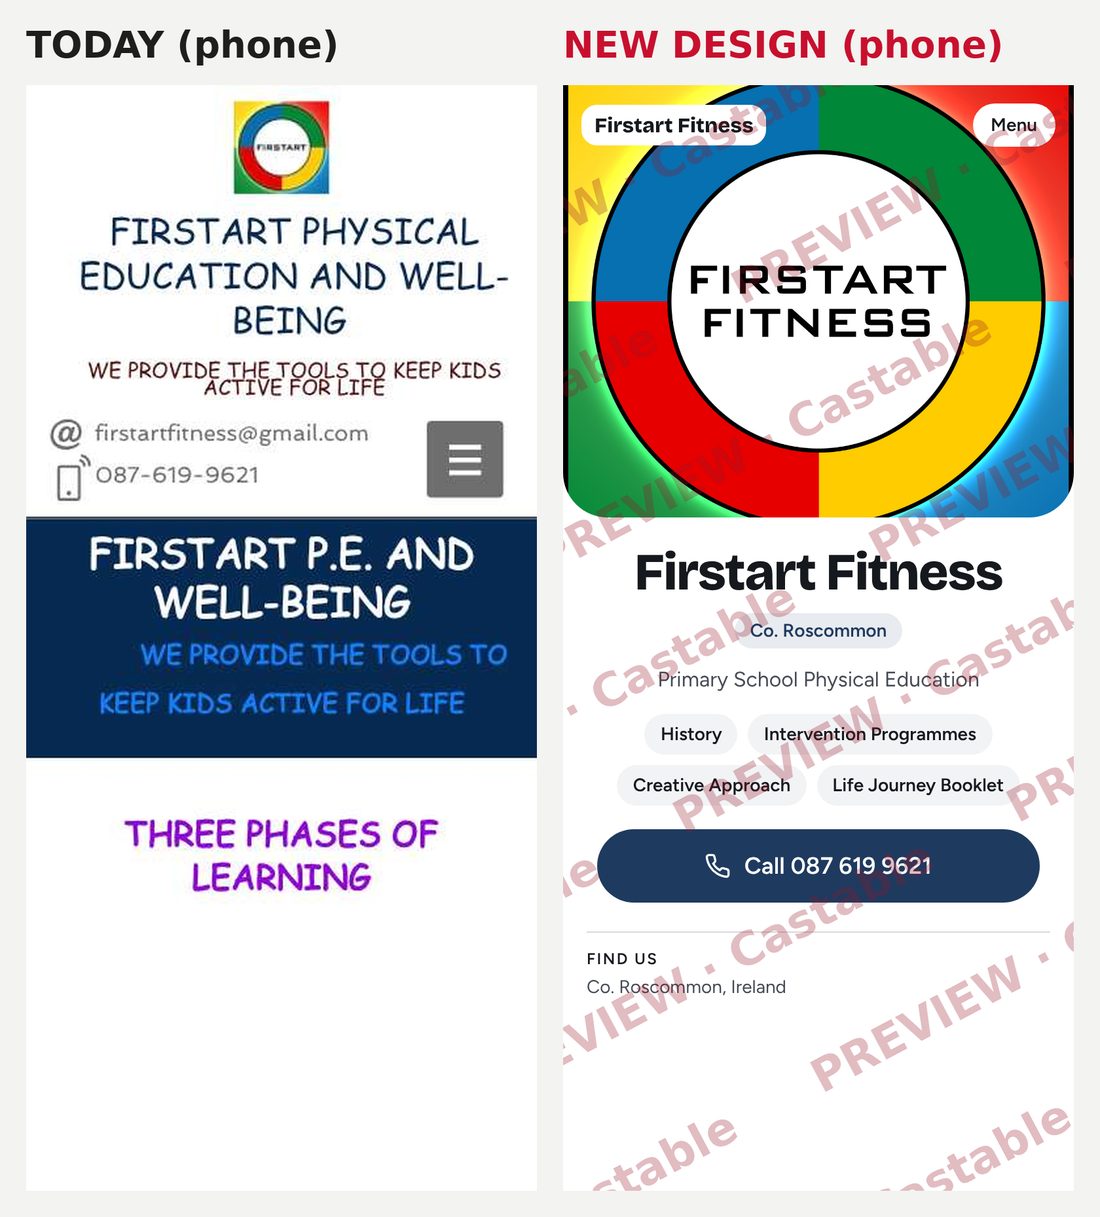 TODAY (phone)
FIRSTART
FIRSTART PHYSICAL
EDUCATION AND WELL-
BEING
WE PROVIDE THE TOOLS TO KEEP KIDS
ACTIVE FOR LIFE
@ firstartfitness@gmail.com
087-619-9621
FIRSTART P.E. AND
WELL-BEING
WE PROVIDE THE TOOLS TO
KEEP KIDS ACTIVE FOR LIFE
THREE PHASES OF
LEARNING
NEW DESIGN (phone)
Firstart Fitness
Menu
FIRSTART
FITNESS
Firstart Fitness
Co. Roscommon
Primary School Physical Education
History
Intervention Programmes
Creative Approach
Life Journey Booklet
Call 087 619 9621
FIND US
Co. Roscommon, Ireland
PREVIEW · Castable